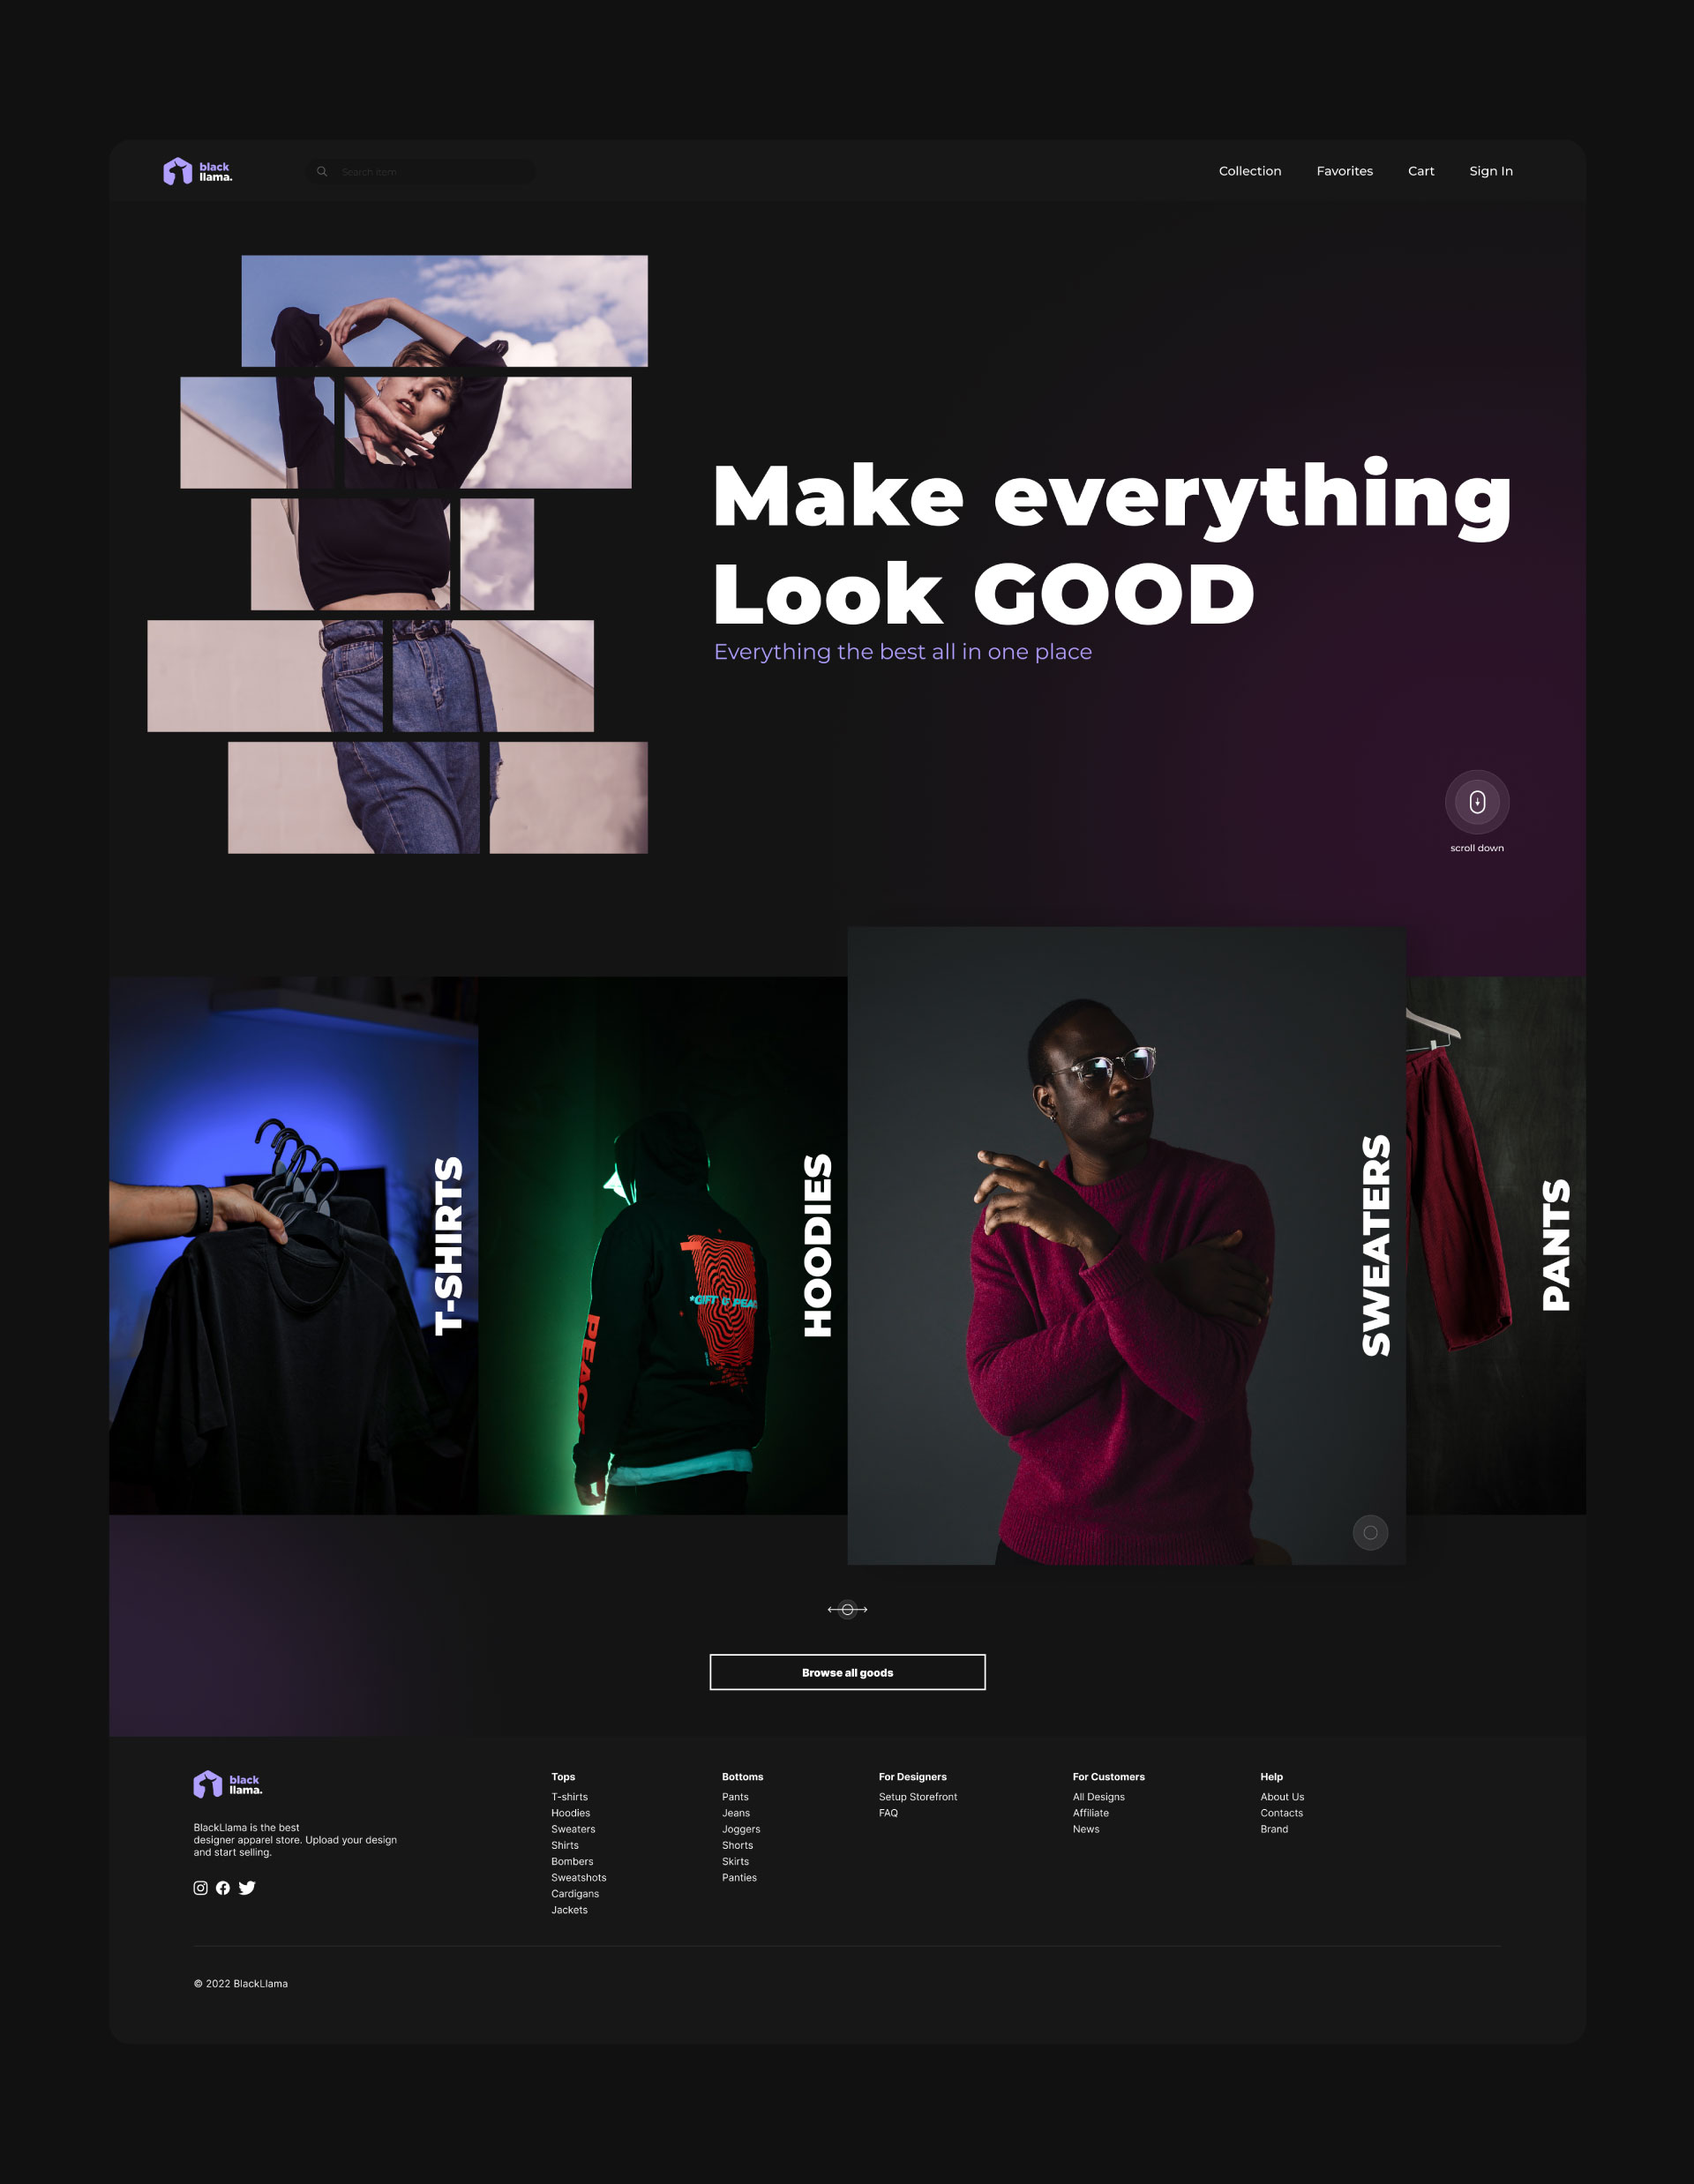 black
llama.
Search item
Collection
Favorites
Cart
Sign In
Make everything
Look GOOD
Everything the best all in one place
scroll down
T-SHIRTS
HOODIES
*GIFT & PEAC
PEACE
SWEATERS
PANTS
Browse all goods
black
llama.
BlackLlama is the best
designer apparel store. Upload your design
and start selling.
Tops
T-shirts
Hoodies
Sweaters
Shirts
Bombers
Sweatshots
Cardigans
Jackets
Bottoms
Pants
Jeans
Joggers
Shorts
Skirts
Panties
For Designers
Setup Storefront
FAQ
For Customers
All Designs
Affiliate
News
Help
About Us
Contacts
Brand
© 2022 BlackLlama